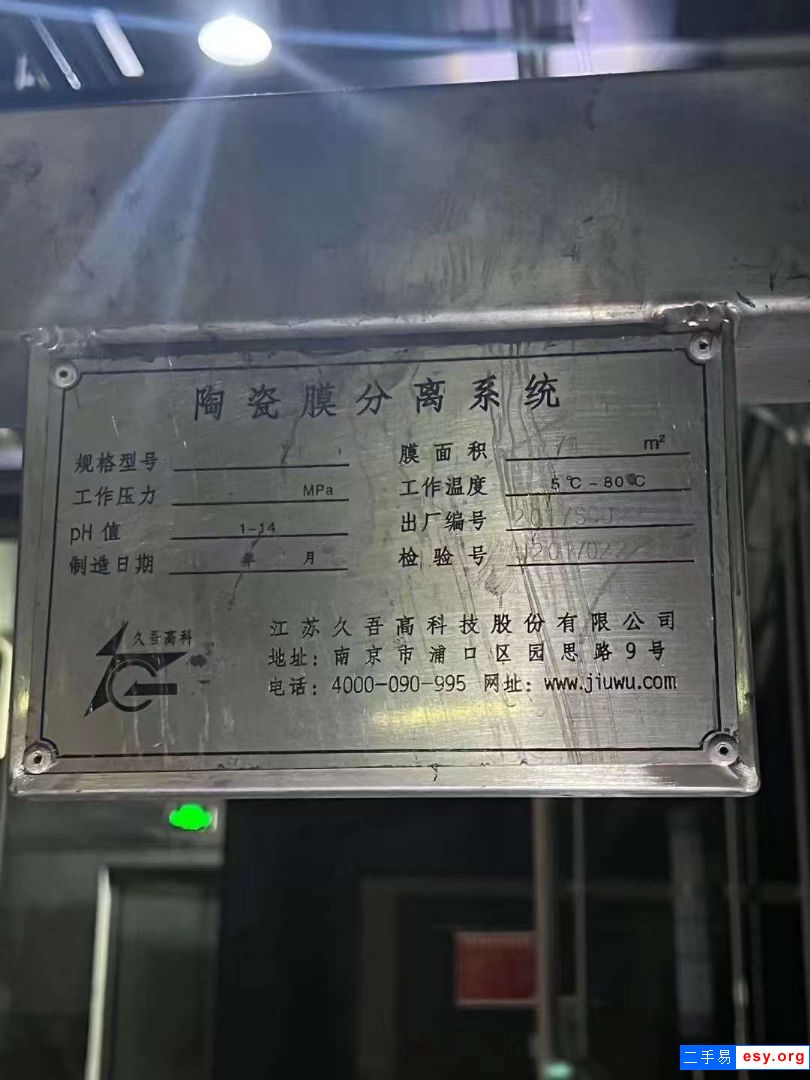 陶瓷膜分离系统
规格型号
膜面积 m²
工作压力 MPa
工作温度 5℃-80℃
pH值 1-14
出厂编号
制造日期 年 月
检验号
久吾高科
江苏久吾高科技股份有限公司
地址：南京市浦口区园思路9号
电话：4000-090-995 网址：www.jiuwu.com
二手易 esy.org